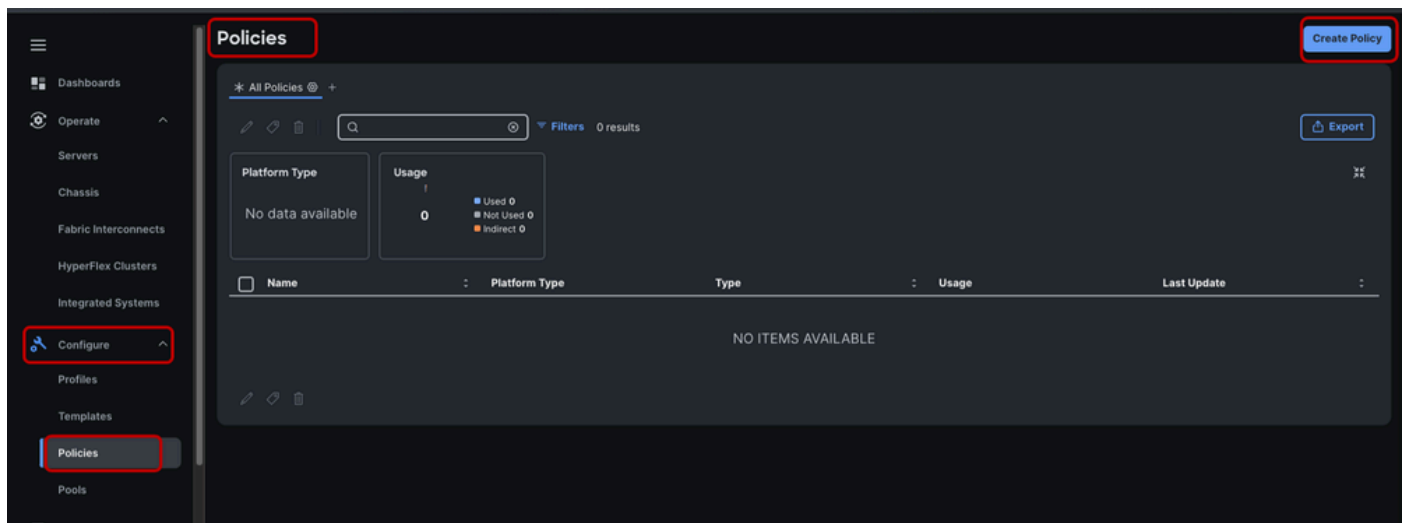 Policies
Create Policy
Dashboards
All Policies
Operate
Filters 0 results
Export
Servers
Platform Type
Usage
Chassis
No data available
0
Used 0
Not Used 0
Indirect 0
Fabric Interconnects
HyperFlex Clusters
Name Platform Type Type Usage Last Update
Integrated Systems
NO ITEMS AVAILABLE
Configure
Profiles
Templates
Policies
Pools